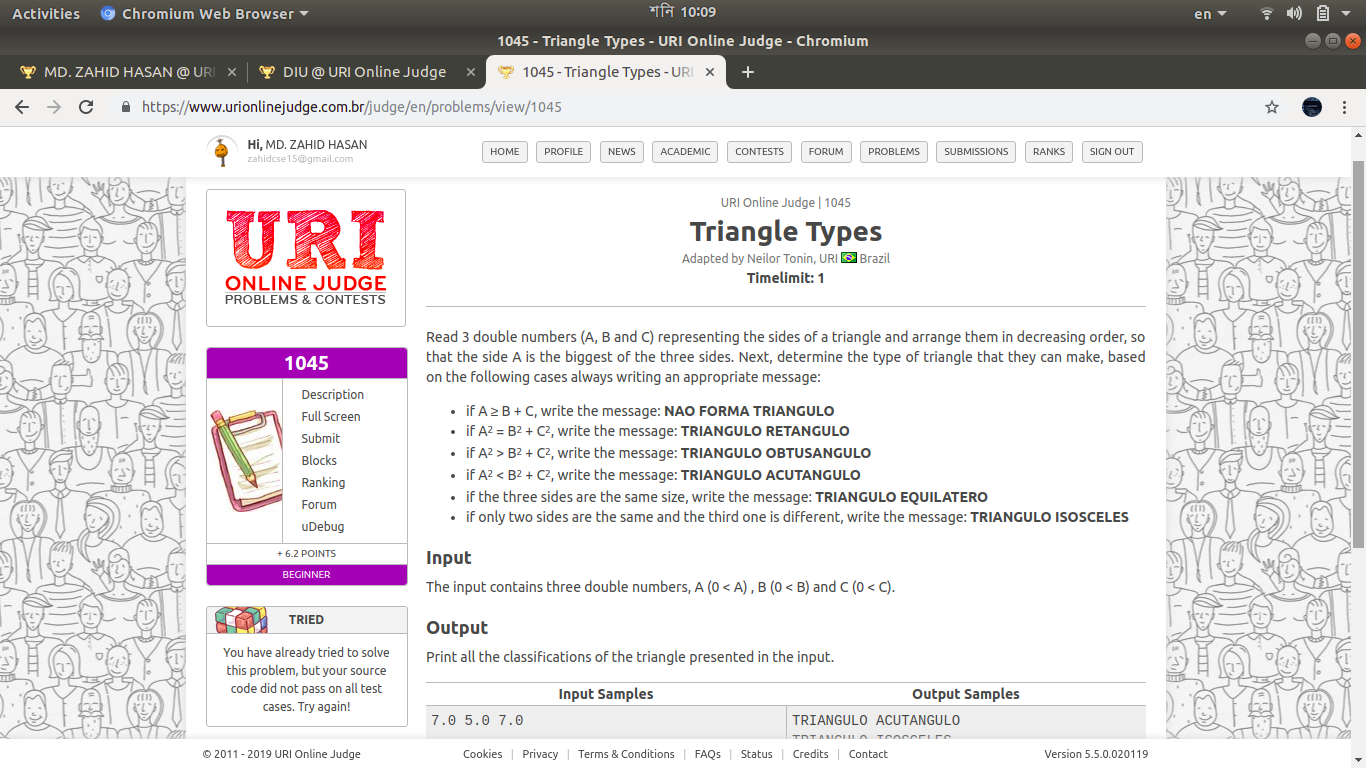 Activities Chromium Web Browser শনি 10:09 en
1045 - Triangle Types - URI Online Judge - Chromium
MD. ZAHID HASAN @ URI DIU @ URI Online Judge 1045 - Triangle Types - URI
https://www.urionlinejudge.com.br/judge/en/problems/view/1045
Hi, MD. ZAHID HASAN
zahidcse15@gmail.com
HOME PROFILE NEWS ACADEMIC CONTESTS FORUM PROBLEMS SUBMISSIONS RANKS SIGN OUT
URI
ONLINE JUDGE
PROBLEMS & CONTESTS
1045
Description
Full Screen
Submit
Blocks
Ranking
Forum
uDebug
+ 6.2 POINTS
BEGINNER
TRIED
You have already tried to solve
this problem, but your source
code did not pass on all test
cases. Try again!
URI Online Judge | 1045
Triangle Types
Adapted by Neilor Tonin, URI Brazil
Timelimit: 1
Read 3 double numbers (A, B and C) representing the sides of a triangle and arrange them in decreasing order, so
that the side A is the biggest of the three sides. Next, determine the type of triangle that they can make, based
on the following cases always writing an appropriate message:
• if A ≥ B + C, write the message: NAO FORMA TRIANGULO
• if A² = B² + C², write the message: TRIANGULO RETANGULO
• if A² > B² + C², write the message: TRIANGULO OBTUSANGULO
• if A² < B² + C², write the message: TRIANGULO ACUTANGULO
• if the three sides are the same size, write the message: TRIANGULO EQUILATERO
• if only two sides are the same and the third one is different, write the message: TRIANGULO ISOSCELES
Input
The input contains three double numbers, A (0 < A) , B (0 < B) and C (0 < C).
Output
Print all the classifications of the triangle presented in the input.
Input Samples Output Samples
7.0 5.0 7.0 TRIANGULO ACUTANGULO
TRIANGULO ISOSCELES
© 2011 - 2019 URI Online Judge Cookies | Privacy | Terms & Conditions | FAQs | Status | Credits | Contact Version 5.5.0.020119